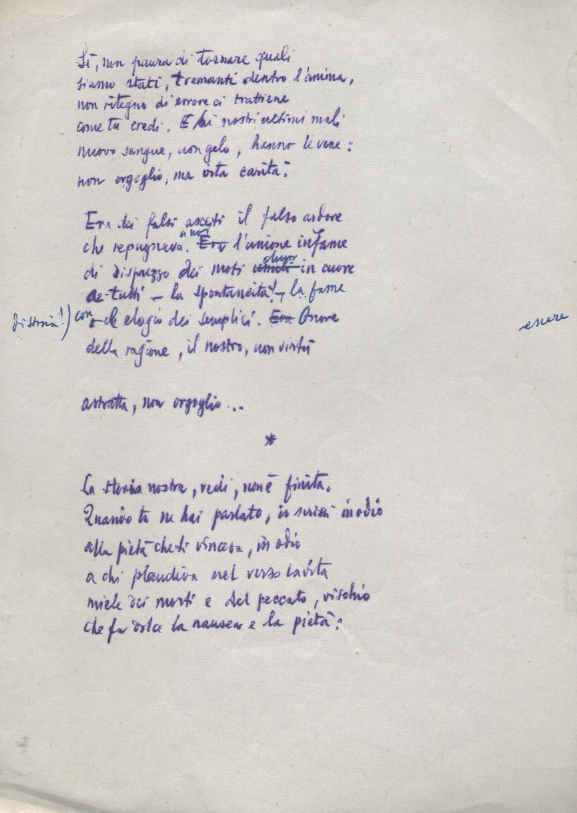 Sì, non paura di tornare quali
siamo stati, tremanti dentro l'anima,
non ritegno di errore ci trattiene
come tu credi. E hai nostri ultimi mali
nuovo sangue, non gelo, hanno le vene:
non orgoglio, ma vita carità.
Era dei falsi asceti il falso ardore
che repugnava. a noi Era l'unione infame
di disprezzo dei moti umili in cuore
de tutti – la spontaneità! – la fame
di storia!) con elogio dei semplici. Era Onore
essere
della ragione, il nostro, non virtù
astratta, non orgoglio...
*
La storia nostra, vedi, non è finita.
Quando tu ne hai parlato, io scrissi in odio
alla pietà che ti vinceva, in odio
a chi plaudiva nel verso la vita
miele dei morti e del peccato, vischio
che fa dolce la nausea e la pietà.